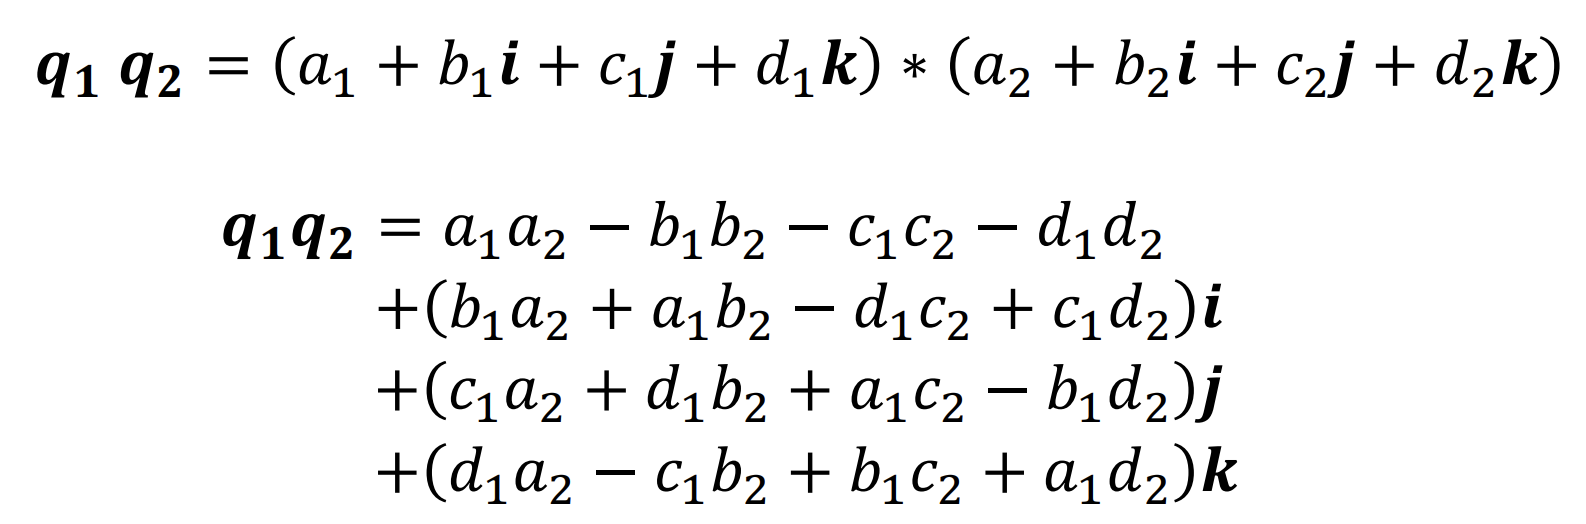 q₁ q₂ = (a₁ + b₁i + c₁j + d₁k) ∗ (a₂ + b₂i + c₂j + d₂k)
q₁q₂ = a₁a₂ − b₁b₂ − c₁c₂ − d₁d₂
+(b₁a₂ + a₁b₂ − d₁c₂ + c₁d₂)i
+(c₁a₂ + d₁b₂ + a₁c₂ − b₁d₂)j
+(d₁a₂ − c₁b₂ + b₁c₂ + a₁d₂)k